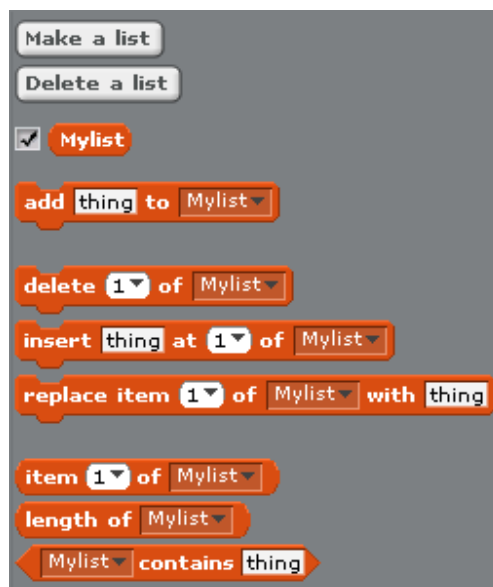 Make a list
Delete a list
Mylist
add thing to Mylist
delete 1 of Mylist
insert thing at 1 of Mylist
replace item 1 of Mylist with thing
item 1 of Mylist
length of Mylist
Mylist contains thing